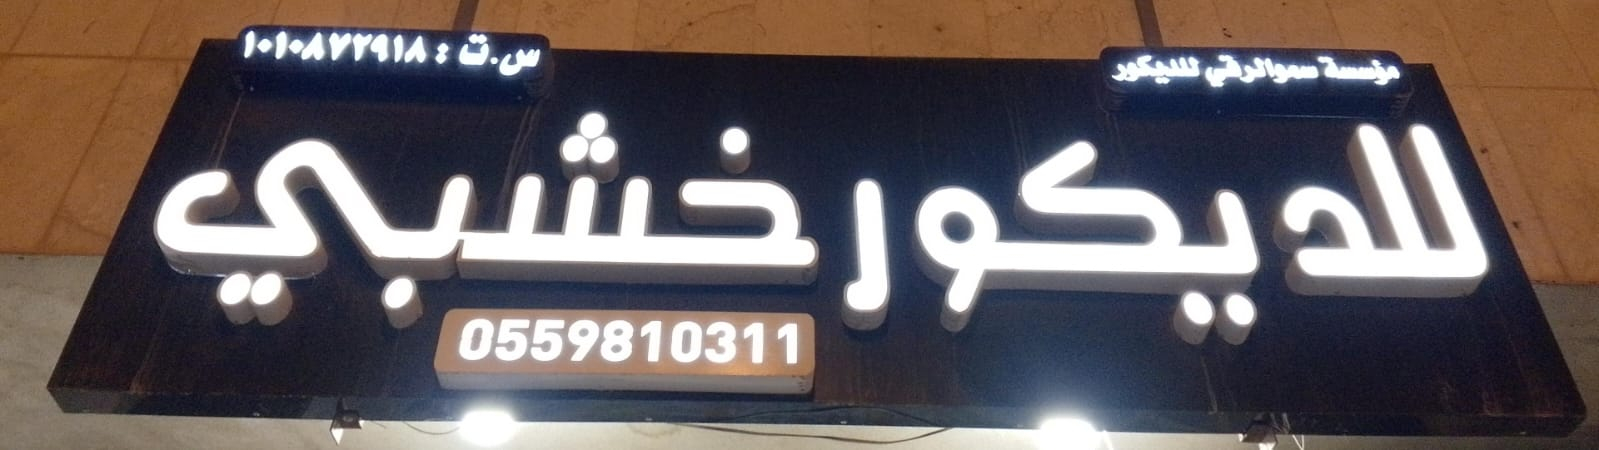 مؤسسة سمو الرقي للديكور
س.ت : ١٠١٠٨٧٢٩١٨
للديكور خشبي
0559810311